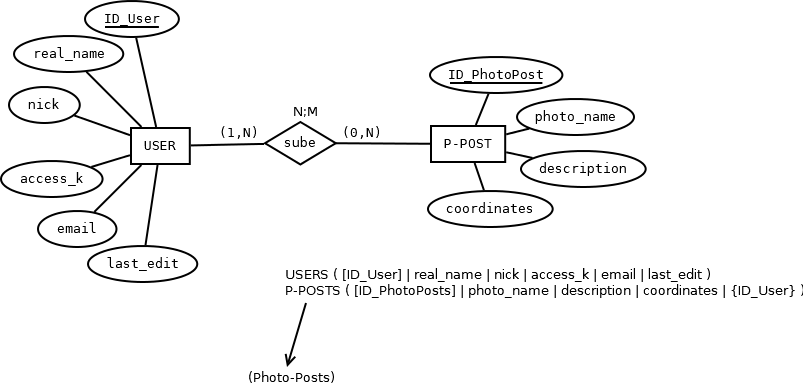 ID_User
real_name
nick
access_k
email
last_edit
USER
(1,N)
N;M
sube
(0,N)
P-POST
ID_PhotoPost
photo_name
description
coordinates
USERS ( [ID_User] | real_name | nick | access_k | email | last_edit )
P-POSTS ( [ID_PhotoPosts] | photo_name | description | coordinates | {ID_User} )
(Photo-Posts)